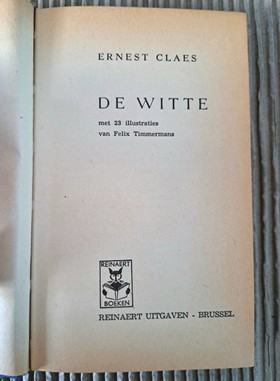 ERNEST CLAES
DE WITTE
met 23 illustraties
van Felix Timmermans
REINAERT
BOEKEN
REINAERT UITGAVEN - BRUSSEL